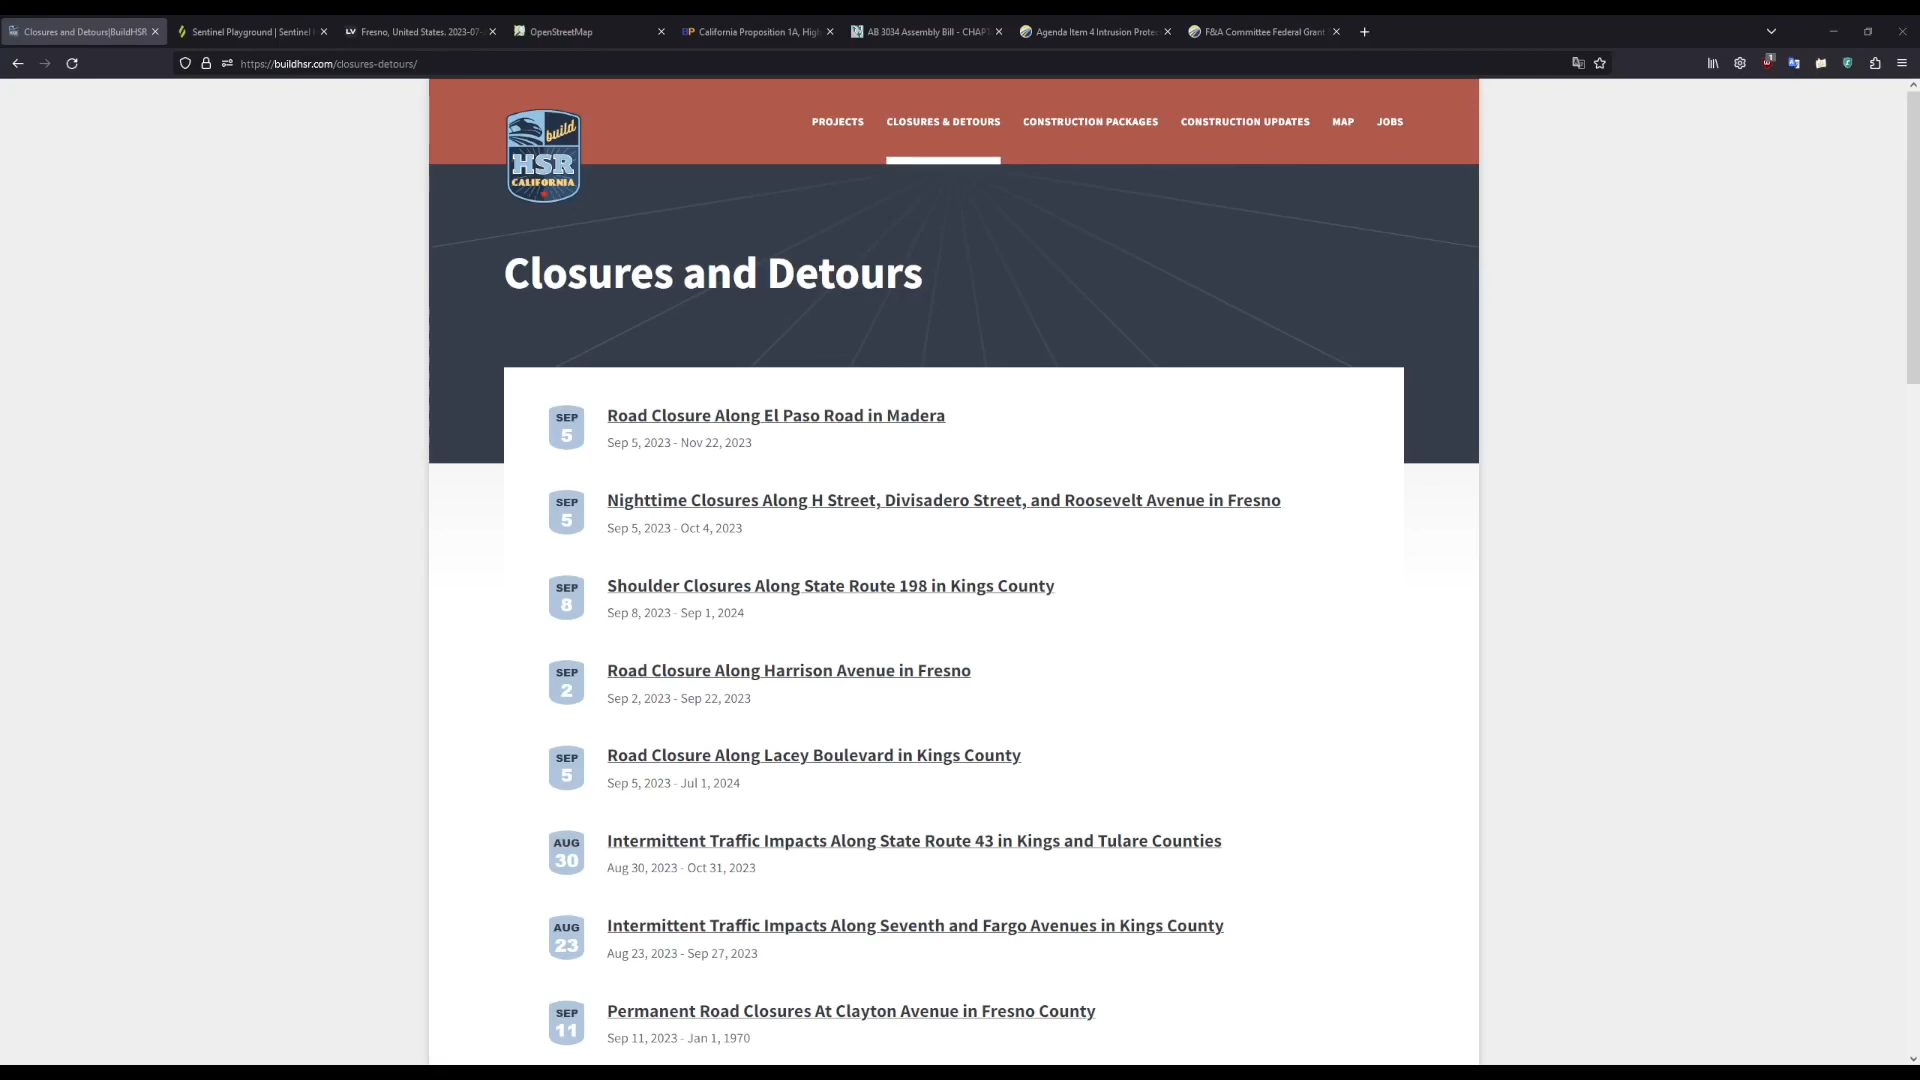 Closures and Detours|BuildHSR
Sentinel Playground | Sentinel
LV Fresno, United States. 2023-07-
OpenStreetMap
BP California Proposition 1A, High
AB 3034 Assembly Bill - CHAPT
Agenda Item 4 Intrusion Prote
F&A Committee Federal Grant
https://buildhsr.com/closures-detours/
build
HSR
CALIFORNIA
PROJECTS
CLOSURES & DETOURS
CONSTRUCTION PACKAGES
CONSTRUCTION UPDATES
MAP
JOBS
Closures and Detours
SEP
5
Road Closure Along El Paso Road in Madera
Sep 5, 2023 - Nov 22, 2023
SEP
5
Nighttime Closures Along H Street, Divisadero Street, and Roosevelt Avenue in Fresno
Sep 5, 2023 - Oct 4, 2023
SEP
8
Shoulder Closures Along State Route 198 in Kings County
Sep 8, 2023 - Sep 1, 2024
SEP
2
Road Closure Along Harrison Avenue in Fresno
Sep 2, 2023 - Sep 22, 2023
SEP
5
Road Closure Along Lacey Boulevard in Kings County
Sep 5, 2023 - Jul 1, 2024
AUG
30
Intermittent Traffic Impacts Along State Route 43 in Kings and Tulare Counties
Aug 30, 2023 - Oct 31, 2023
AUG
23
Intermittent Traffic Impacts Along Seventh and Fargo Avenues in Kings County
Aug 23, 2023 - Sep 27, 2023
SEP
11
Permanent Road Closures At Clayton Avenue in Fresno County
Sep 11, 2023 - Jan 1, 1970